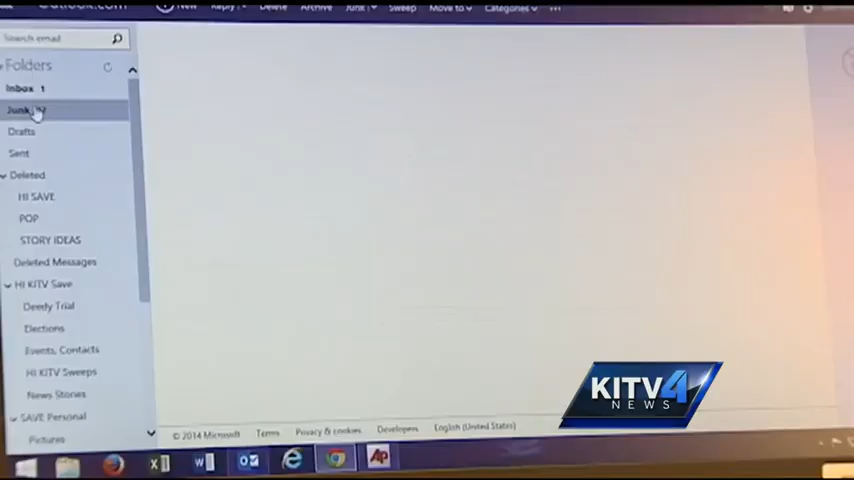 Outlook.com
New Reply Delete Archive Junk Sweep Move to Categories ...
Search email
Folders
Inbox 1
Junk
Drafts
Sent
Deleted
HI SAVE
POP
STORY IDEAS
Deleted Messages
HI KITV Save
Deedy Trial
Elections
Events, Contacts
HI KITV Sweeps
News Stories
SAVE Personal
Pictures
© 2014 Microsoft Terms Privacy & cookies Developers English (United States)
KITV4
NEWS
AP